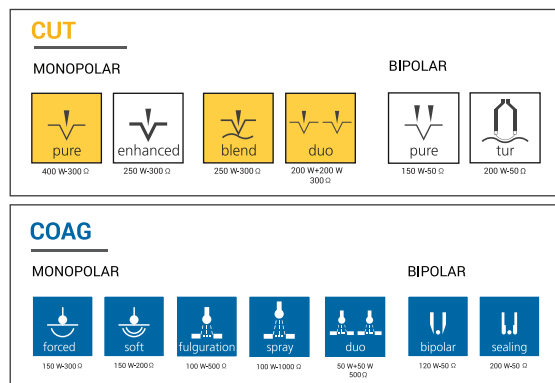 CUT
MONOPOLAR
BIPOLAR
pure
enhanced
blend
duo
pure
tur
400 W-300 Ω
250 W-300 Ω
250 W-300 Ω
200 W+200 W
300 Ω
150 W-50 Ω
200 W-50 Ω
COAG
MONOPOLAR
BIPOLAR
forced
soft
fulguration
spray
duo
bipolar
sealing
150 W-300 Ω
150 W-200 Ω
100 W-500 Ω
100 W-1000 Ω
50 W+50 W
500 Ω
120 W-50 Ω
200 W-50 Ω